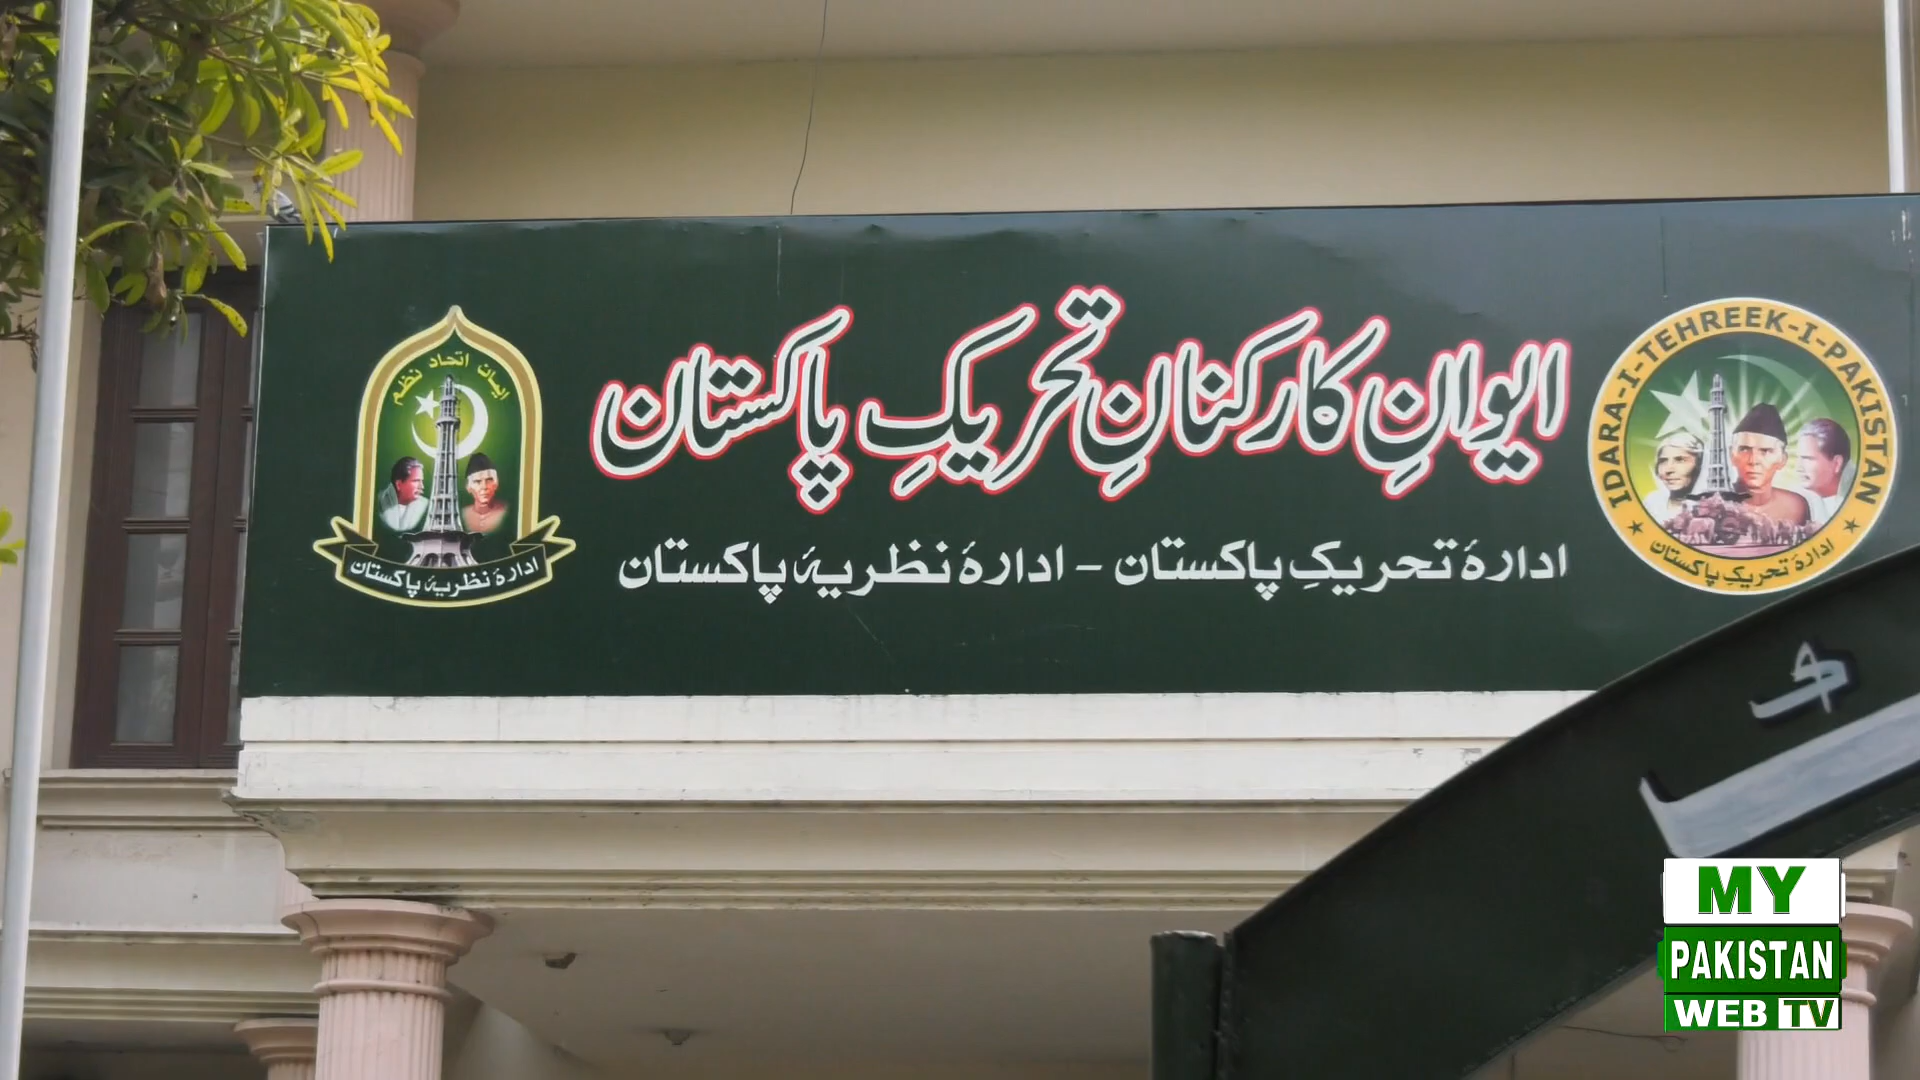 ایوانِ کارکنانِ تحریکِ پاکستان
ادارۂ تحریکِ پاکستان - ادارۂ نظریۂ پاکستان
ایمان اتحاد نظم
ادارۂ نظریۂ پاکستان
IDARA-I-TEHREEK-I-PAKISTAN
ادارۂ تحریکِ پاکستان
MY
PAKISTAN
WEB TV